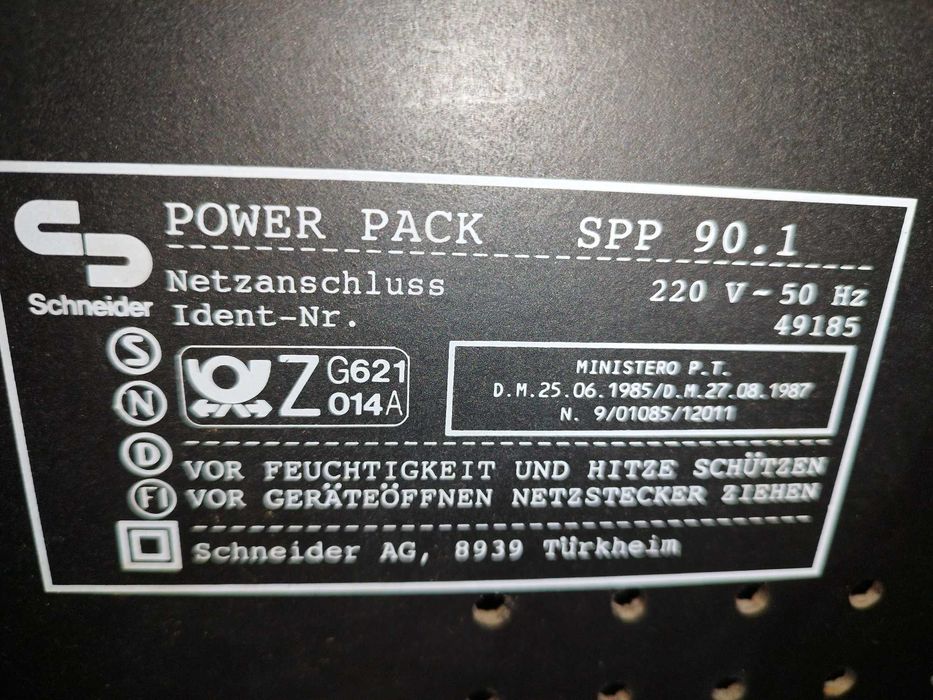 POWER PACK SPP 90.1
Schneider
Netzanschluss 220 V~50 Hz
Ident-Nr. 49185
S
N
D
FI
Z G621
014A
MINISTERO P.T.
D.M.25.06.1985/D.M.27.08.1987
N. 9/01085/12011
VOR FEUCHTIGKEIT UND HITZE SCHÜTZEN
VOR GERÄTEÖFFNEN NETZSTECKER ZIEHEN
Schneider AG, 8939 Türkheim